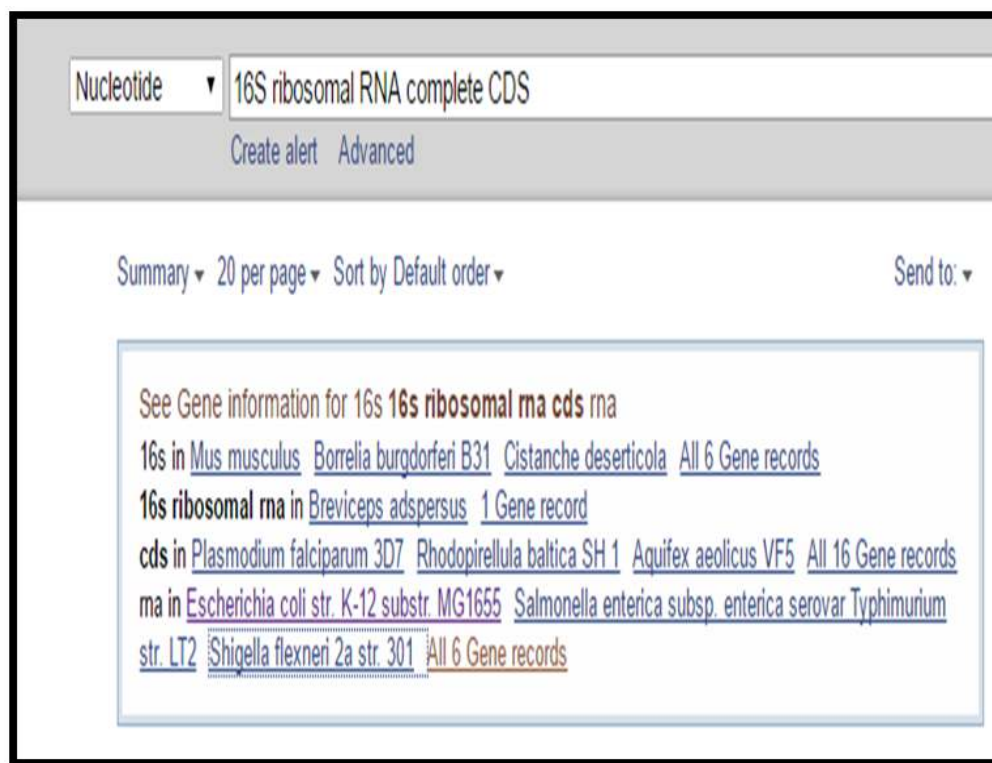 Nucleotide 16S ribosomal RNA complete CDS
Create alert Advanced
Summary 20 per page Sort by Default order Send to:
See Gene information for 16s 16s ribosomal rna cds rna
16s in Mus musculus Borrelia burgdorferi B31 Cistanche deserticola All 6 Gene records
16s ribosomal rna in Breviceps adspersus 1 Gene record
cds in Plasmodium falciparum 3D7 Rhodopirellula baltica SH 1 Aquifex aeolicus VF5 All 16 Gene records
rna in Escherichia coli str. K-12 substr. MG1655 Salmonella enterica subsp. enterica serovar Typhimurium
str. LT2 Shigella flexneri 2a str. 301 All 6 Gene records